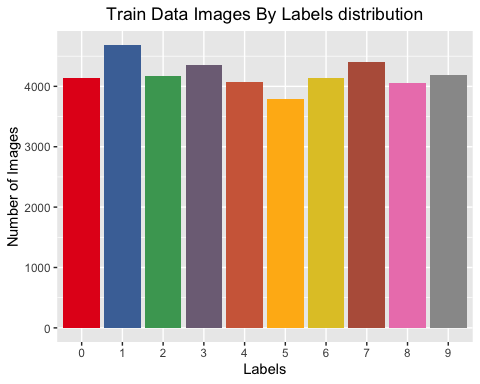 Train Data Images By Labels distribution
Number of Images
4000
3000
2000
1000
0
0 1 2 3 4 5 6 7 8 9
Labels